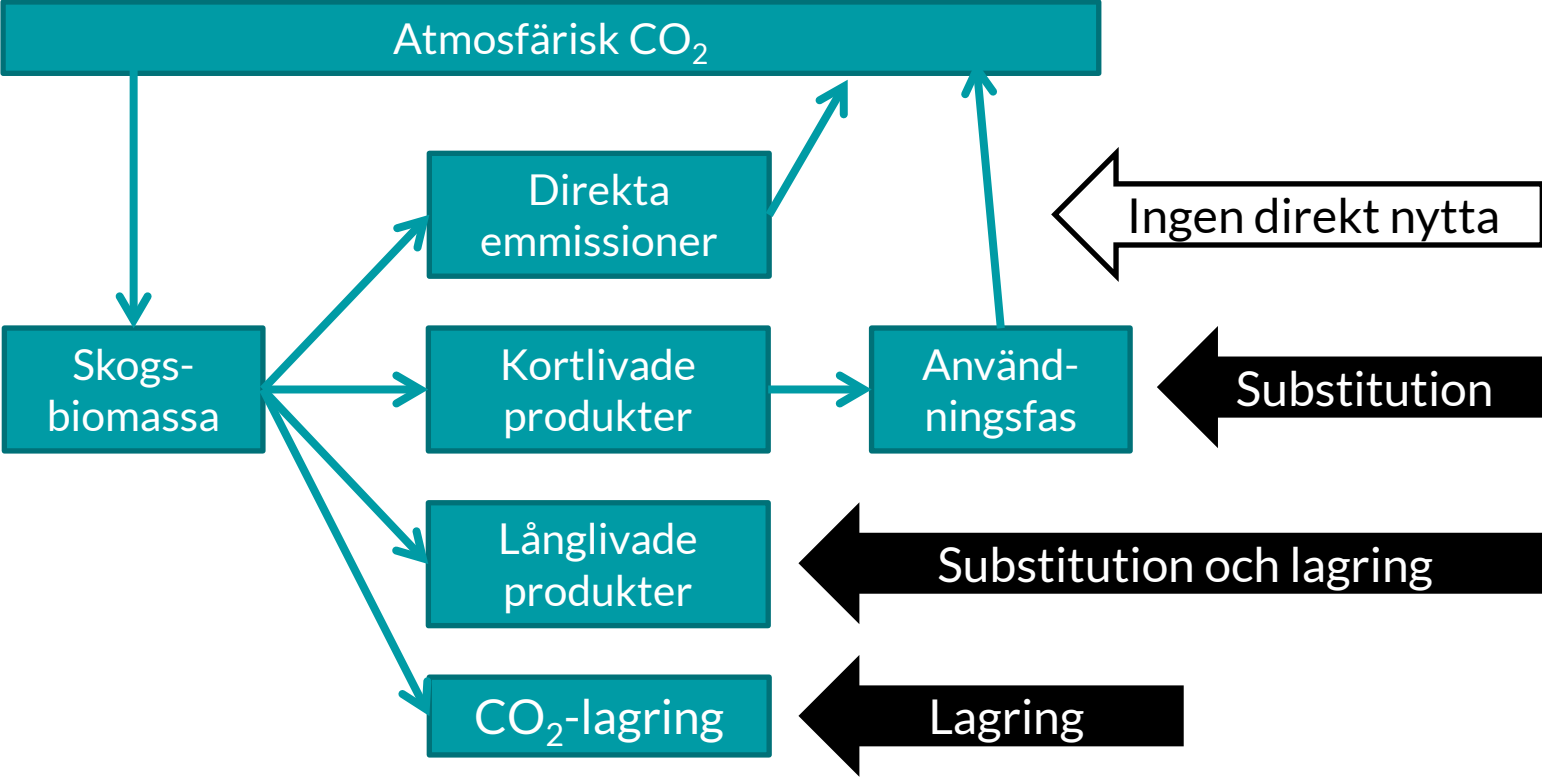 Atmosfärisk CO₂
Direkta
emmissioner
Ingen direkt nytta
Skogs-
biomassa
Kortlivade
produkter
Använd-
ningsfas
Substitution
Långlivade
produkter
Substitution och lagring
CO₂-lagring
Lagring